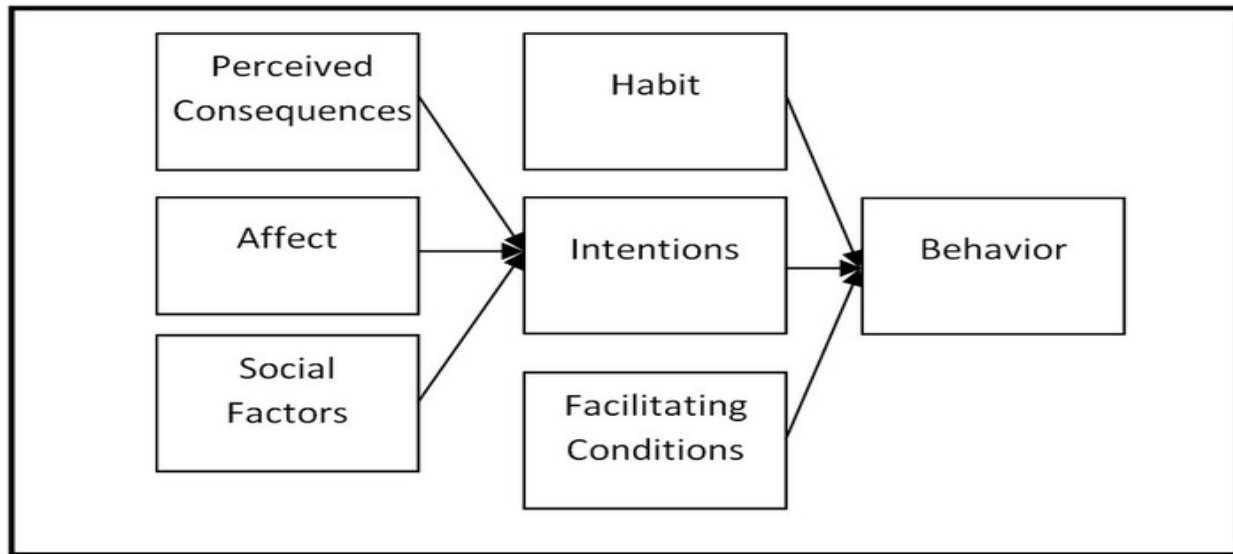 Perceived
Consequences
Affect
Social
Factors
Habit
Intentions
Facilitating
Conditions
Behavior